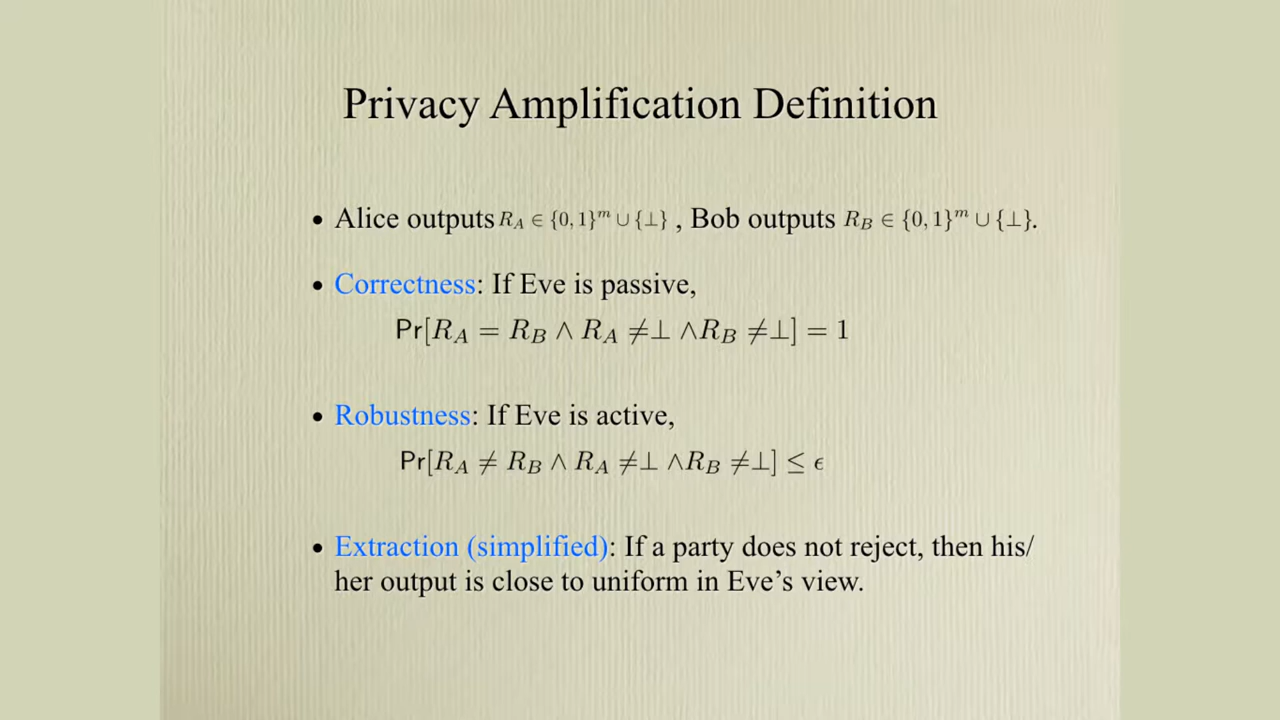 Privacy Amplification Definition
• Alice outputs R_A ∈ {0, 1}^m ∪ {⊥} , Bob outputs R_B ∈ {0, 1}^m ∪ {⊥}.
• Correctness: If Eve is passive,
Pr[R_A = R_B ∧ R_A ≠⊥ ∧R_B ≠⊥] = 1
• Robustness: If Eve is active,
Pr[R_A ≠ R_B ∧ R_A ≠⊥ ∧R_B ≠⊥] ≤ ϵ
• Extraction (simplified): If a party does not reject, then his/
her output is close to uniform in Eve’s view.